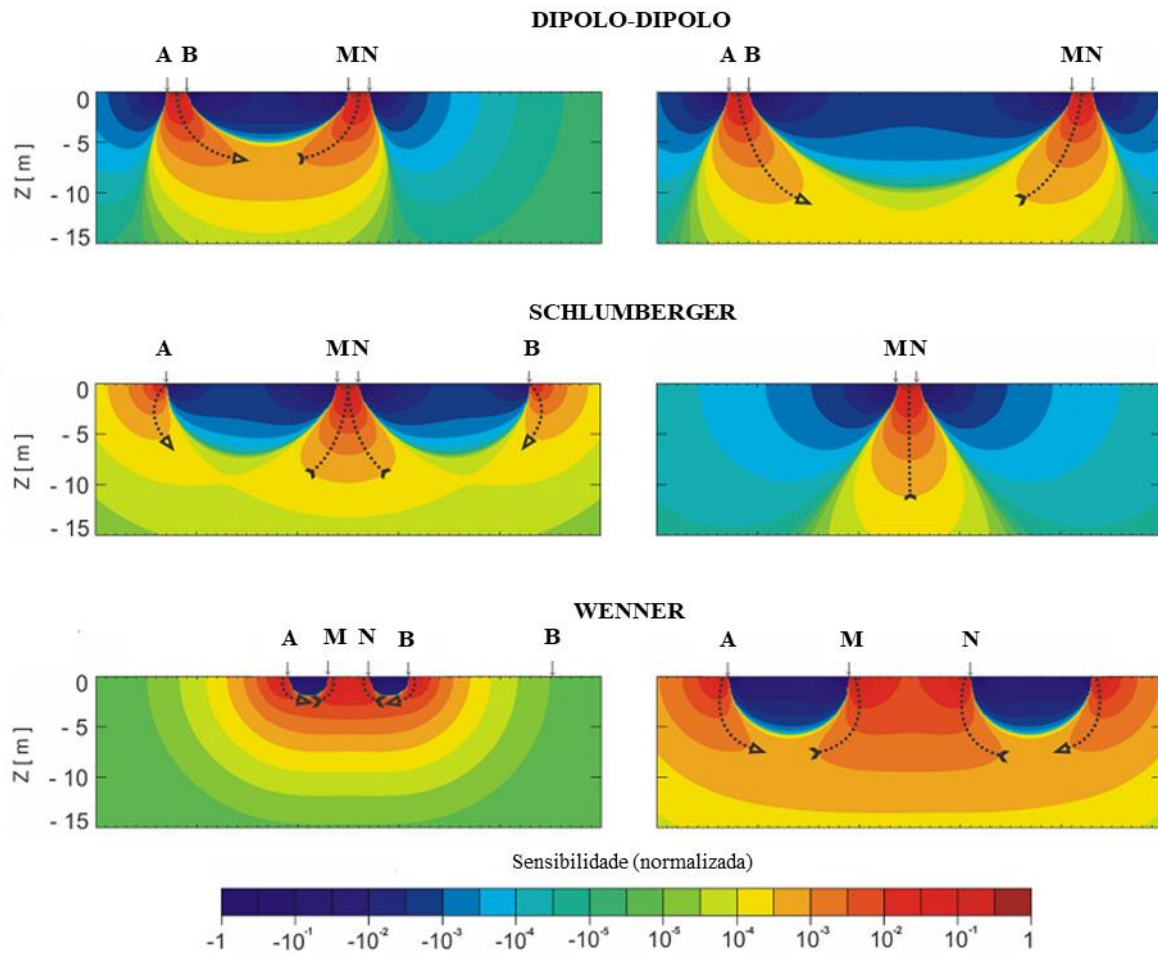 DIPOLO-DIPOLO
A B MN A B MN
0
-5
-10
-15
Z [m]
SCHLUMBERGER
A MN B MN
0
-5
-10
-15
Z [m]
WENNER
A M N B B A M N
0
-5
-10
-15
Z [m]
Sensibilidade (normalizada)
-1 -10⁻¹ -10⁻² -10⁻³ -10⁻⁴ -10⁻⁵ 10⁻⁵ 10⁻⁴ 10⁻³ 10⁻² 10⁻¹ 1